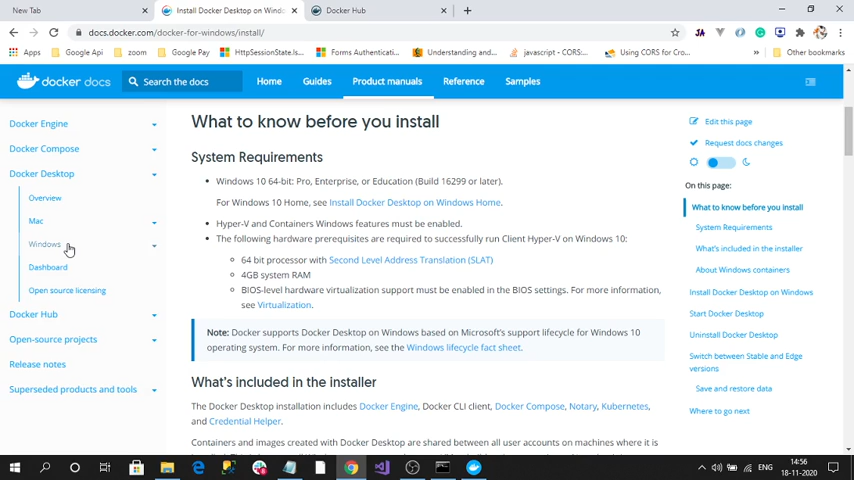 New Tab
Install Docker Desktop on Windo
Docker Hub
docs.docker.com/docker-for-windows/install/
Apps
Google Api
zoom
Google Pay
HttpSessionState.Is...
Forms Authenticati...
Understanding and...
javascript - CORS:...
Using CORS for Cro...
Other bookmarks
docker docs
Search the docs
Home
Guides
Product manuals
Reference
Samples
Docker Engine
Docker Compose
Docker Desktop
Overview
Mac
Windows
Dashboard
Open source licensing
Docker Hub
Open-source projects
Release notes
Superseded products and tools
What to know before you install
System Requirements
Windows 10 64-bit: Pro, Enterprise, or Education (Build 16299 or later).
For Windows 10 Home, see Install Docker Desktop on Windows Home.
Hyper-V and Containers Windows features must be enabled.
The following hardware prerequisites are required to successfully run Client Hyper-V on Windows 10:
64 bit processor with Second Level Address Translation (SLAT)
4GB system RAM
BIOS-level hardware virtualization support must be enabled in the BIOS settings. For more information,
see Virtualization.
Note: Docker supports Docker Desktop on Windows based on Microsoft's support lifecycle for Windows 10
operating system. For more information, see the Windows lifecycle fact sheet.
What's included in the installer
The Docker Desktop installation includes Docker Engine, Docker CLI client, Docker Compose, Notary, Kubernetes,
and Credential Helper.
Containers and images created with Docker Desktop are shared between all user accounts on machines where it is
Edit this page
Request docs changes
On this page:
What to know before you install
System Requirements
What's included in the installer
About Windows containers
Install Docker Desktop on Windows
Start Docker Desktop
Uninstall Docker Desktop
Switch between Stable and Edge
versions
Save and restore data
Where to go next
ENG
14:56
18-11-2020